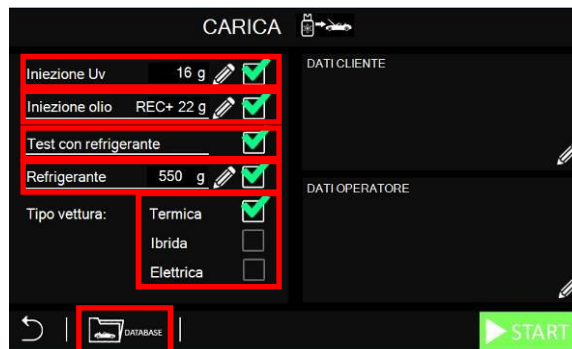 CARICA
Iniezione Uv 16 g
Iniezione olio REC+ 22 g
Test con refrigerante
Refrigerante 550 g
Tipo vettura: Termica
Ibrida
Elettrica
DATI CLIENTE
DATI OPERATORE
DATABASE
START